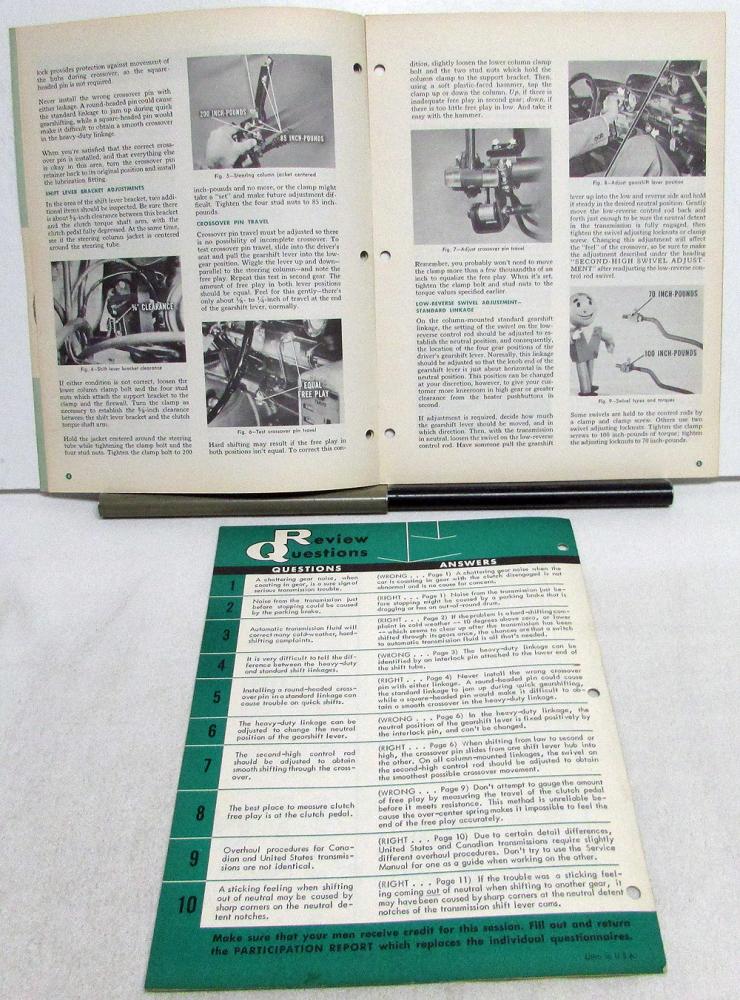 lock provides protection against movement of
the hubs during crossover, so the square-
headed pin is not required.
Never install the wrong crossover pin with
either linkage. A round-headed pin could cause
the standard linkage to jam up during quick
gearshifting, while a square-headed pin would
make it difficult to obtain a smooth crossover
in the heavy-duty linkage.
When you're satisfied that the correct cross-
over pin is installed, and that everything else
is okay in this area, turn the crossover pin
retainer back to its original position and install
the lubrication fitting.
SHIFT LEVER BRACKET ADJUSTMENTS
In the area of the shift lever bracket, two addi-
tional items should be inspected. Be sure there
is about 5/8-inch clearance between this bracket
and the clutch torque shaft arm, with the
clutch pedal fully depressed. At the same time,
see if the steering column jacket is centered
around the steering tube.
5/8" CLEARANCE
Fig. 4—Shift lever bracket clearance
If either condition is not correct, loosen the
lower column clamp bolt and the four stud
nuts which attach the support bracket to the
clamp and the firewall. Turn the clamp as
necessary to establish the 5/8-inch clearance
between the shift lever bracket and the clutch
torque shaft arm.
Hold the jacket centered around the steering
tube while tightening the clamp bolt and the
four stud nuts. Tighten the clamp bolt to 200
4
200 INCH-POUNDS
85 INCH-POUNDS
Fig. 5—Steering column jacket centered
inch-pounds and no more, or the clamp might
take a "set" and make future adjustment dif-
ficult. Tighten the four stud nuts to 85 inch-
pounds.
CROSSOVER PIN TRAVEL
Crossover pin travel must be adjusted so there
is no possibility of incomplete crossover. To
test crossover pin travel, slide into the driver's
seat and pull the gearshift lever into the low-
gear position. Wiggle the lever up and down—
parallel to the steering column—and note the
free play. Repeat this test in second gear. The
amount of free play in both lever positions
should be equal. Feel for this gently—there's
only about 1/8- to 1/4-inch of travel at the end
of the gearshift lever, normally.
EQUAL
FREE PLAY
Fig. 6—Test crossover pin travel
Hard shifting may result if the free play in
both positions isn't equal. To correct this con-
dition, slightly loosen the lower column clamp
bolt and the two stud nuts which hold the
column clamp to the support bracket. Then,
using a soft plastic-faced hammer, tap the
clamp up or down the column. Up, if there is
inadequate free play in second gear; down, if
there is too little free play in low. And take it
easy with the hammer.
Fig. 7—Adjust crossover pin travel
Remember, you probably won't need to move
the clamp more than a few thousandths of an
inch to equalize the free play. When it's set,
tighten the clamp bolt and stud nuts to the
torque values specified earlier.
LOW-REVERSE SWIVEL ADJUSTMENT—
STANDARD LINKAGE
On the column-mounted standard gearshift
linkage, the setting of the swivel on the low-
reverse control rod should be adjusted to es-
tablish the neutral position, and consequently,
the location of the four gear positions of the
driver's gearshift lever. Normally, this linkage
should be adjusted so that the knob end of the
gearshift lever is just about horizontal in the
neutral position. This position can be changed
at your discretion, however, to give your cus-
tomer more kneeroom in high gear or greater
clearance from the heater pushbuttons in
second.
If adjustment is required, decide how much
the gearshift lever should be moved, and in
which direction. Then, with the transmission
in neutral, loosen the swivel on the low-reverse
control rod. Have someone pull the gearshift
Fig. 8—Adjust gearshift lever position
lever up into the low and reverse side and hold
it steady in the desired neutral position. Gently
move the low-reverse control rod back and
forth just enough to be sure the neutral detent
in the transmission is fully engaged, then
tighten the swivel adjusting locknuts or clamp
screw. Changing this adjustment will affect
the "feel" of the crossover, so be sure to make
the adjustment described under the heading
"SECOND-HIGH SWIVEL ADJUST-
MENT" after readjusting the low-reverse con-
trol rod swivel.
70 INCH-POUNDS
100 INCH-POUNDS
Fig. 9—Swivel types and torques
Some swivels are held to the control rods by
a clamp and clamp screw. Others use two
swivel adjusting locknuts. Tighten the clamp
screws to 100 inch-pounds of torque; tighten
the adjusting locknuts to 70 inch-pounds.
5
Review
Questions
QUESTIONS
ANSWERS
1
A chattering gear noise, when
coasting in gear, is a sure sign of
serious transmission trouble.
(WRONG . . . Page 1) A chattering gear noise when the
car is coasting in gear with the clutch disengaged is not
abnormal and is no cause for concern.
2
Noise from the transmission just
before stopping could be caused
by the parking brake.
(RIGHT . . . Page 1) Noise from the transmission just be-
fore stopping might be caused by a parking brake that is
dragging or has an out-of-round drum.
3
Automatic transmission fluid will
correct many cold-weather, hard-
shifting complaints.
(RIGHT . . . Page 2) If the problem is a hard-shifting com-
plaint in cold weather -- 10 degrees above zero, or lower
-- which seems to clear up after the transmission has been
shifted through its gears once, the chances are that a switch
to automatic transmission fluid is all that's needed.
4
It is very difficult to tell the dif-
ference between the heavy-duty
and standard shift linkages.
(WRONG . . . Page 3) The heavy-duty linkage can be
identified by an interlock pin attached to the lower end of
the shift tube.
5
Installing a round-headed cross-
over pin in a standard linkage can
cause trouble on quick shifts.
(RIGHT . . . Page 4) Never install the wrong crossover
pin with either linkage. A round-headed pin could cause
the standard linkage to jam up during quick gearshifting,
while a square-headed pin would make it difficult to ob-
tain a smooth crossover in the heavy-duty linkage.
6
The heavy-duty linkage can be
adjusted to change the neutral
position of the gearshift lever.
(WRONG . . . Page 6) In the heavy-duty linkage, the
neutral position of the gearshift lever is fixed positively by
the interlock pin, and can't be changed.
7
The second-high control rod
should be adjusted to obtain
smooth shifting through the cross-
over.
(RIGHT . . . Page 6) When shifting from low to second or
high, the crossover pin slides from one shift lever hub into
the other. On all column-mounted linkages, the swivel on
the second-high control rod should be adjusted to obtain
the smoothest possible crossover movement.
8
The best place to measure clutch
free play is at the clutch pedal.
(WRONG . . . Page 9) Don't attempt to gauge the amount
of free play by measuring the travel of the clutch pedal
before it meets resistance. This method is unreliable be-
cause the over-center spring makes it impossible to feel the
end of the free play accurately.
9
Overhaul procedures for Cana-
dian and United States transmis-
sions are not identical.
(RIGHT . . . Page 10) Due to certain detail differences,
United States and Canadian transmissions require slightly
different overhaul procedures. Don't try to use the Service
Manual for one as a guide when working on the other.
10
A sticking feeling when shifting
out of neutral may be caused by
sharp corners on the neutral de-
tent notches.
(RIGHT . . . Page 11) If the trouble was a sticking feel-
ing coming out of neutral when shifting to another gear, it
may have been caused by sharp corners at the neutral detent
notches of the transmission shift lever cams.
Make sure that your men receive credit for this session. Fill out and return
the PARTICIPATION REPORT which replaces the individual questionnaires.
Litho in U.S.A.